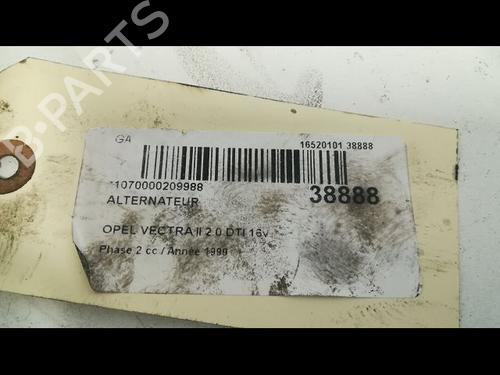 B-PARTS
GA
16520101 38888
*1070000209988
38888
ALTERNATEUR
OPEL VECTRA II 2.0 DTI 16v
Phase 2 cc / Année 1999